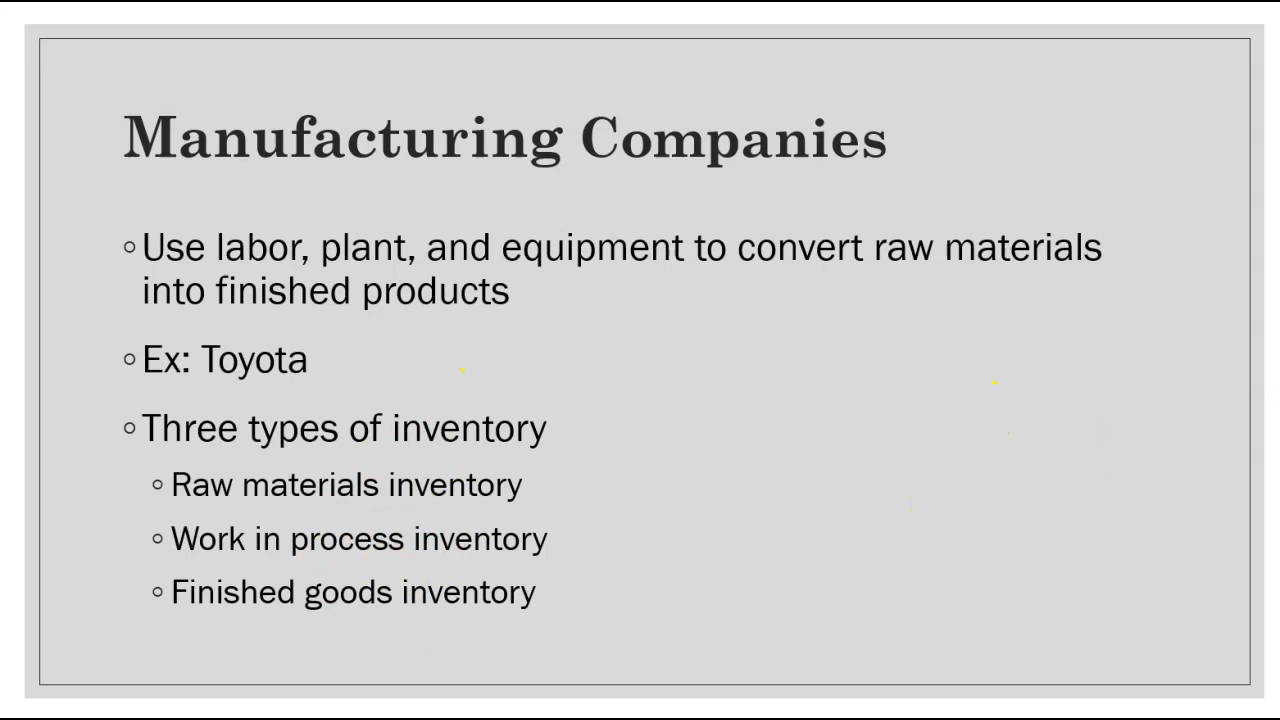 Manufacturing Companies
◦Use labor, plant, and equipment to convert raw materials
into finished products
◦Ex: Toyota
◦Three types of inventory
◦Raw materials inventory
◦Work in process inventory
◦Finished goods inventory